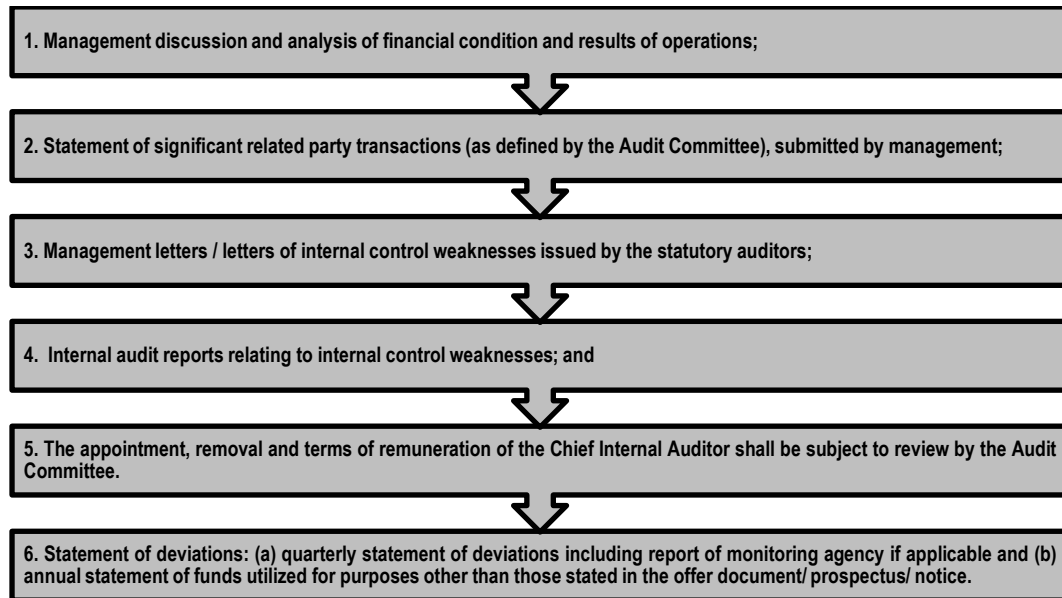 1. Management discussion and analysis of financial condition and results of operations;
2. Statement of significant related party transactions (as defined by the Audit Committee), submitted by management;
3. Management letters / letters of internal control weaknesses issued by the statutory auditors;
4. Internal audit reports relating to internal control weaknesses; and
5. The appointment, removal and terms of remuneration of the Chief Internal Auditor shall be subject to review by the Audit
Committee.
6. Statement of deviations: (a) quarterly statement of deviations including report of monitoring agency if applicable and (b)
annual statement of funds utilized for purposes other than those stated in the offer document/ prospectus/ notice.